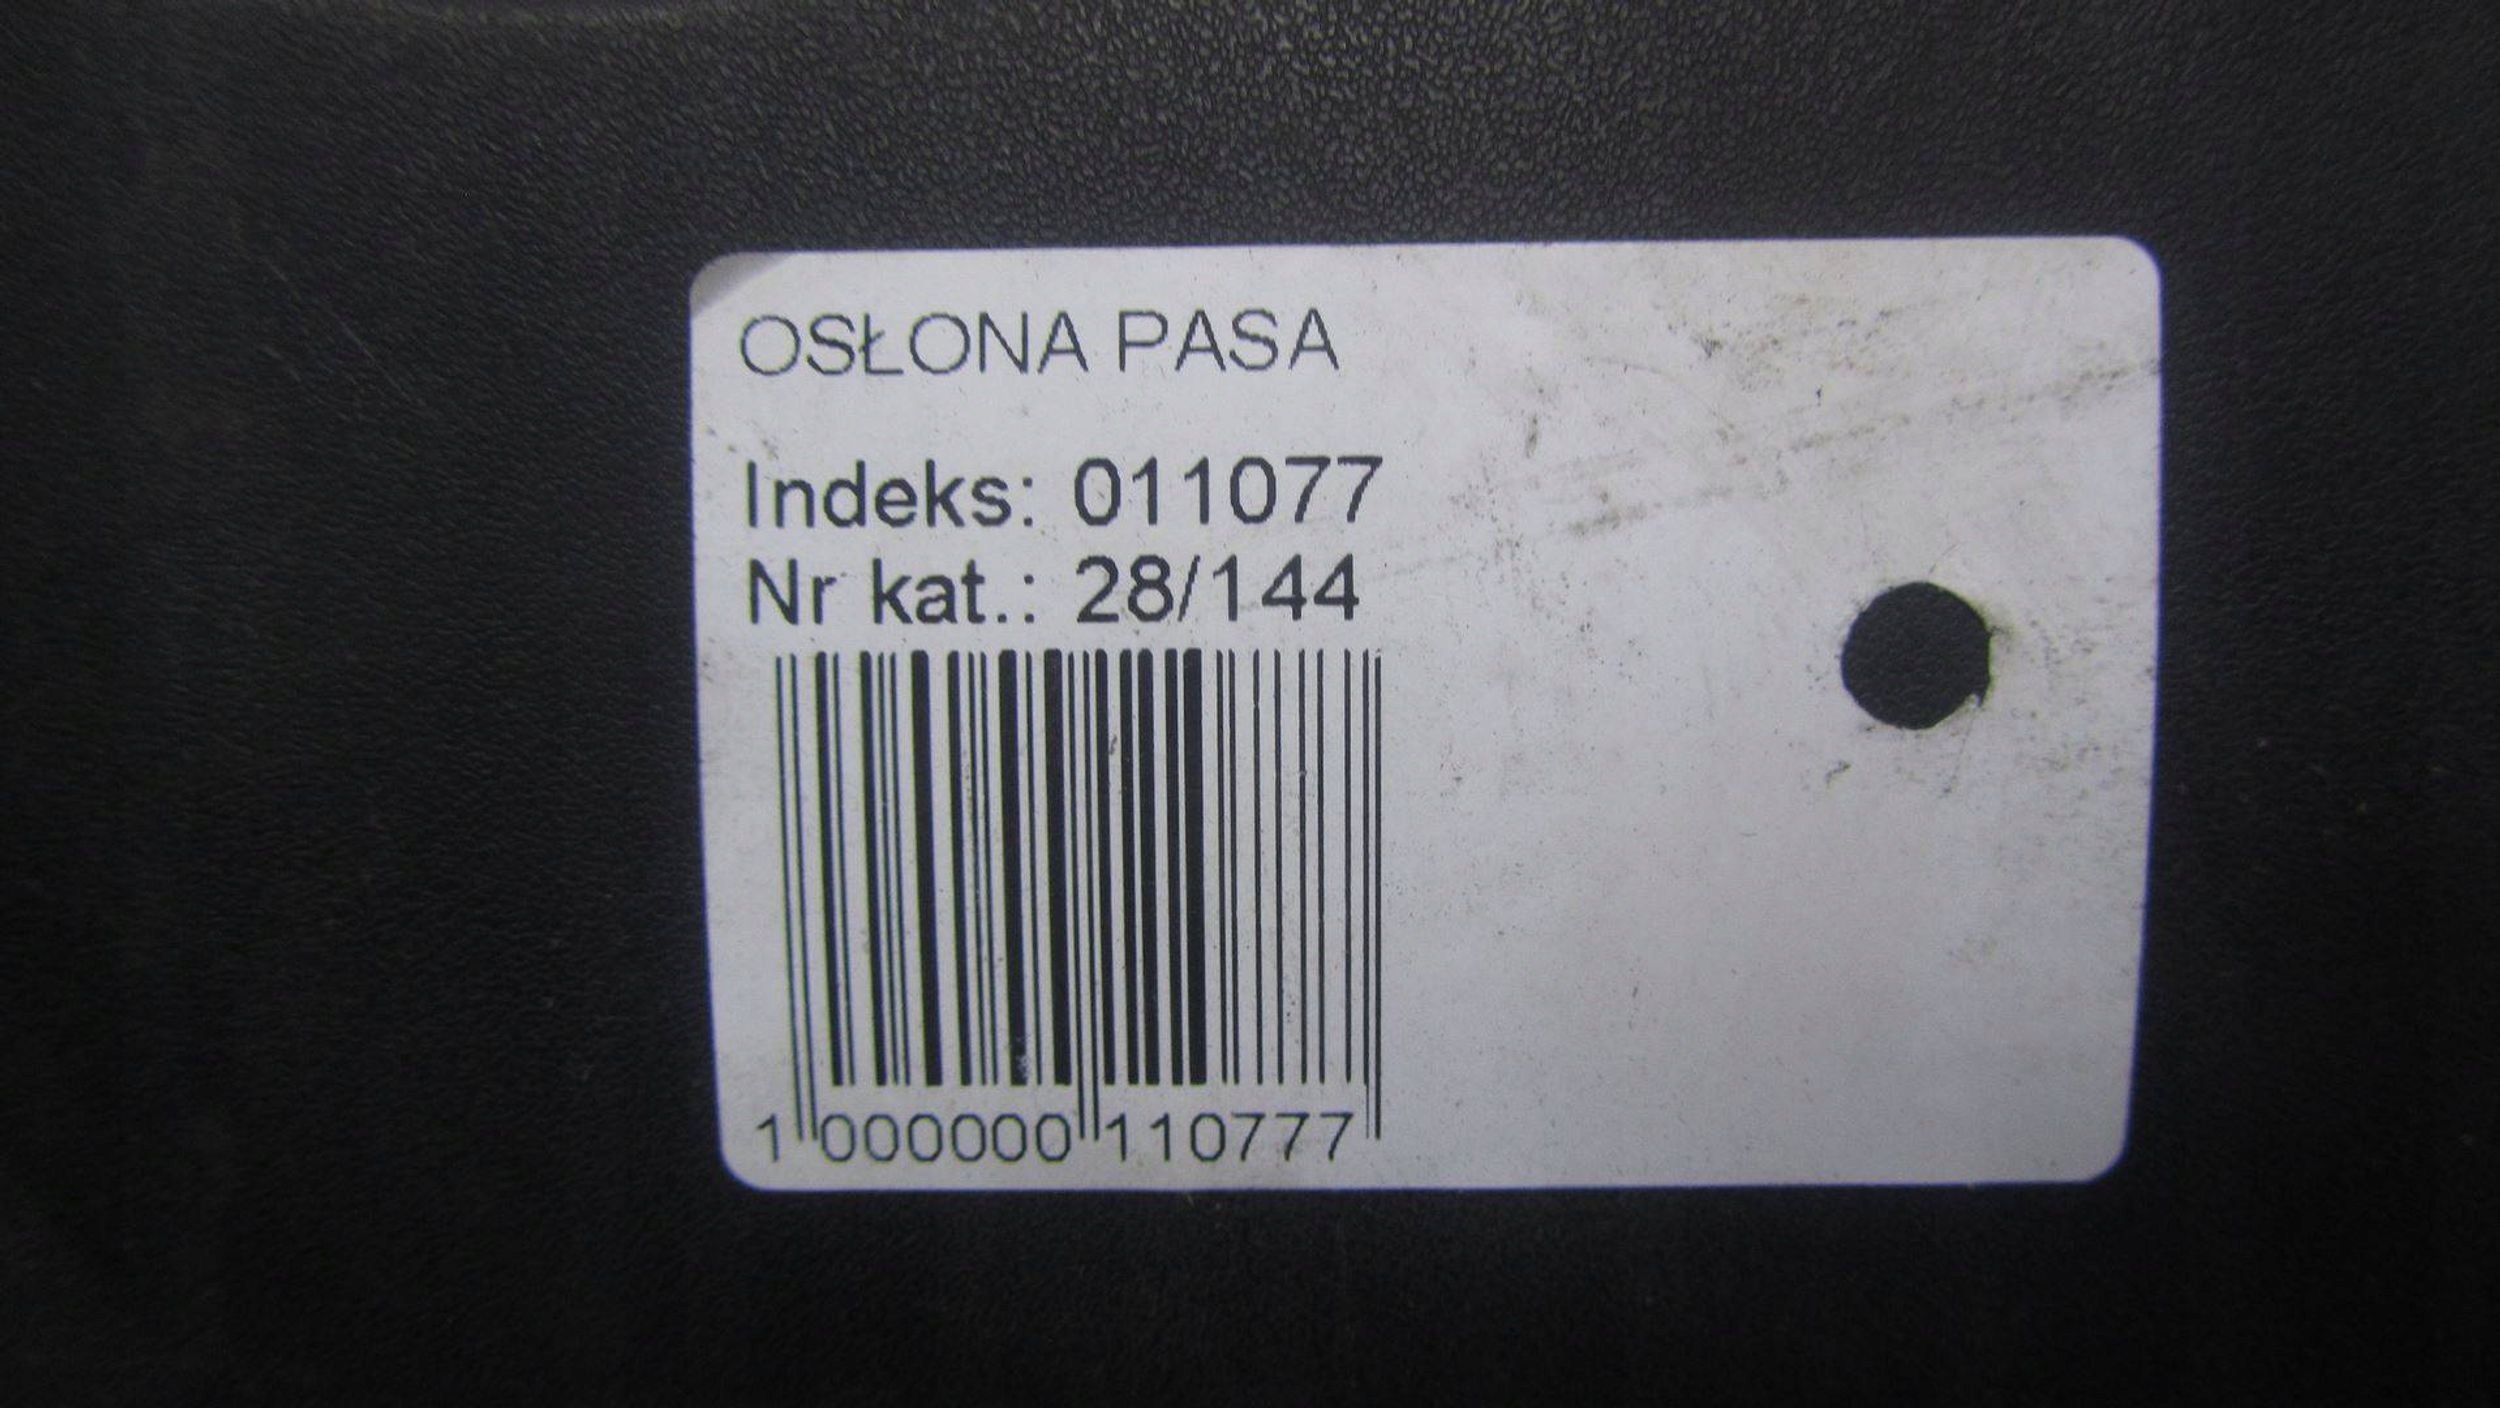 OSŁONA PASA
Indeks: 011077
Nr kat.: 28/144
1 000000 110777